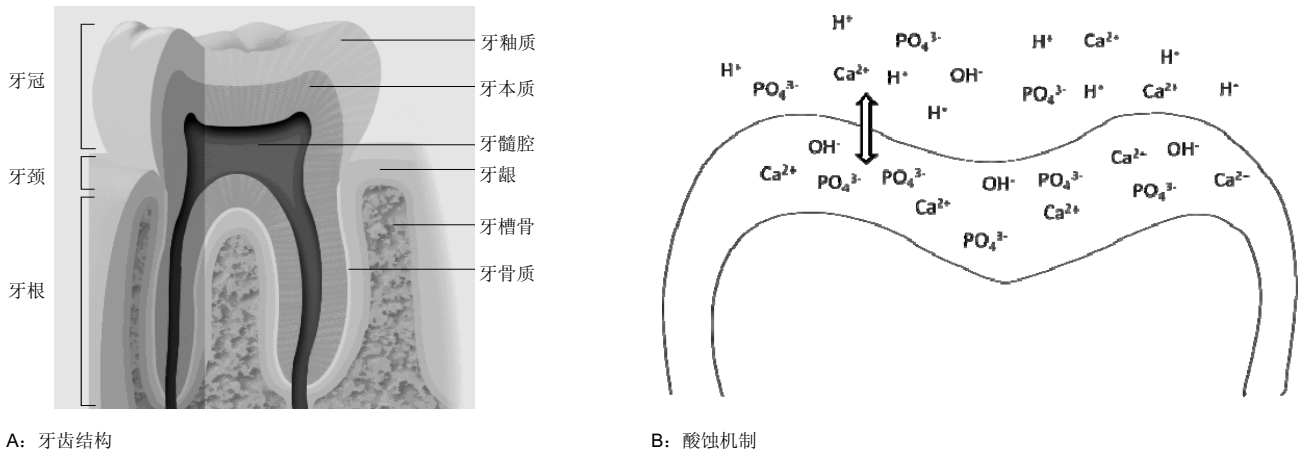 牙冠
牙颈
牙根
牙釉质
牙本质
牙髓腔
牙龈
牙槽骨
牙骨质
A：牙齿结构
H⁺
PO₄³⁻
H⁺
Ca²⁺
H⁺
H⁺
PO₄³⁻
Ca²⁺
H⁺
OH⁻
PO₄³⁻
H⁺
Ca²⁺
H⁺
H⁺
OH⁻
Ca²⁺
PO₄³⁻
PO₄³⁻
Ca²⁺
OH⁻
PO₄³⁻
Ca²⁺
PO₄³⁻
Ca²⁺
OH⁻
PO₄³⁻
Ca²⁻
B：酸蚀机制